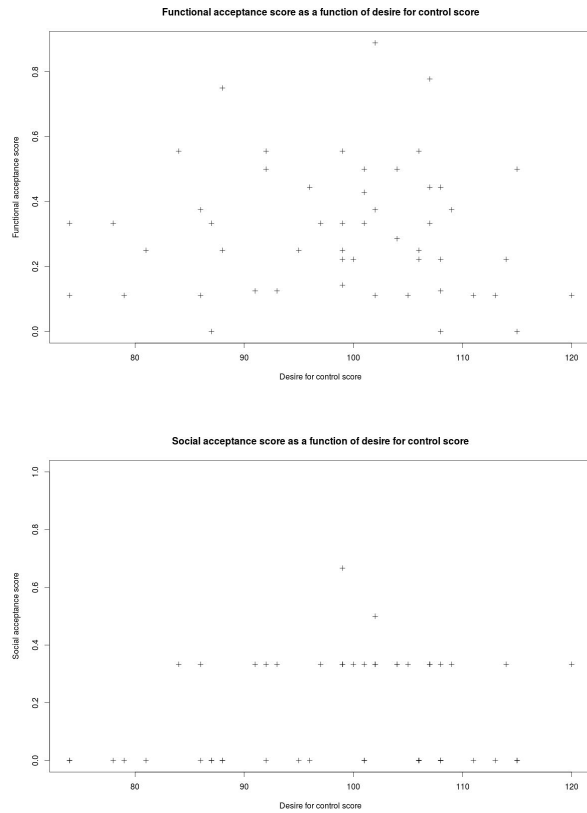 Functional acceptance score as a function of desire for control score
Functional acceptance score
0.8
0.6
0.4
0.2
0.0
80 90 100 110 120
Desire for control score
Social acceptance score as a function of desire for control score
Social acceptance score
1.0
0.8
0.6
0.4
0.2
0.0
80 90 100 110 120
Desire for control score